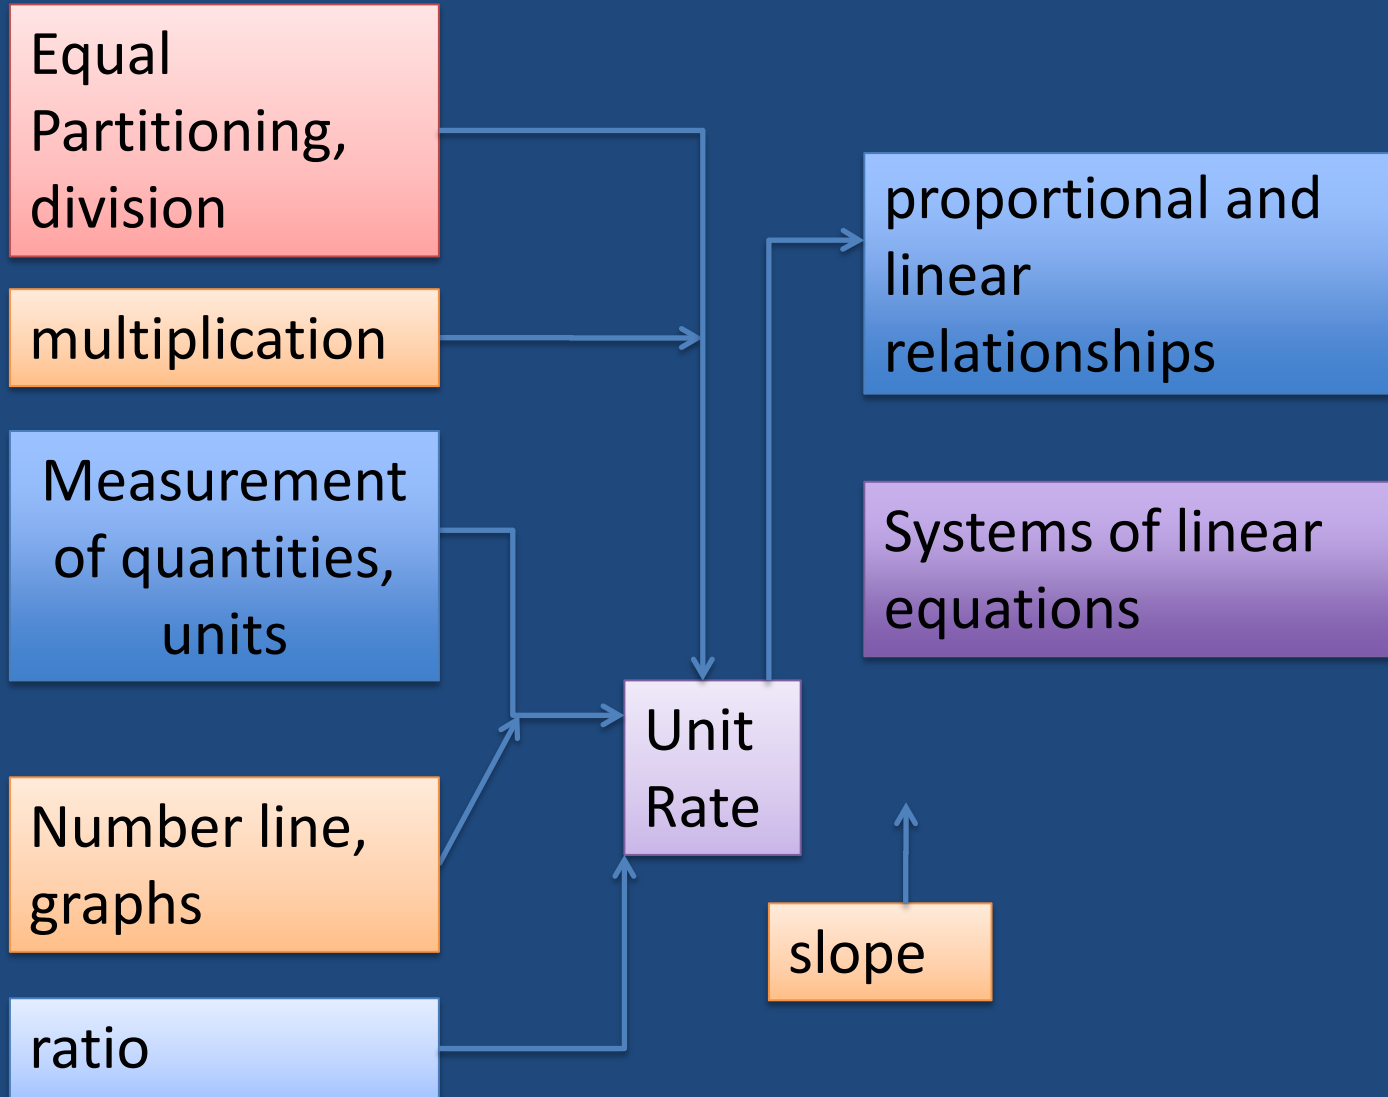 Equal
Partitioning,
division
multiplication
Measurement
of quantities,
units
Number line,
graphs
ratio
Unit
Rate
slope
proportional and
linear
relationships
Systems of linear
equations